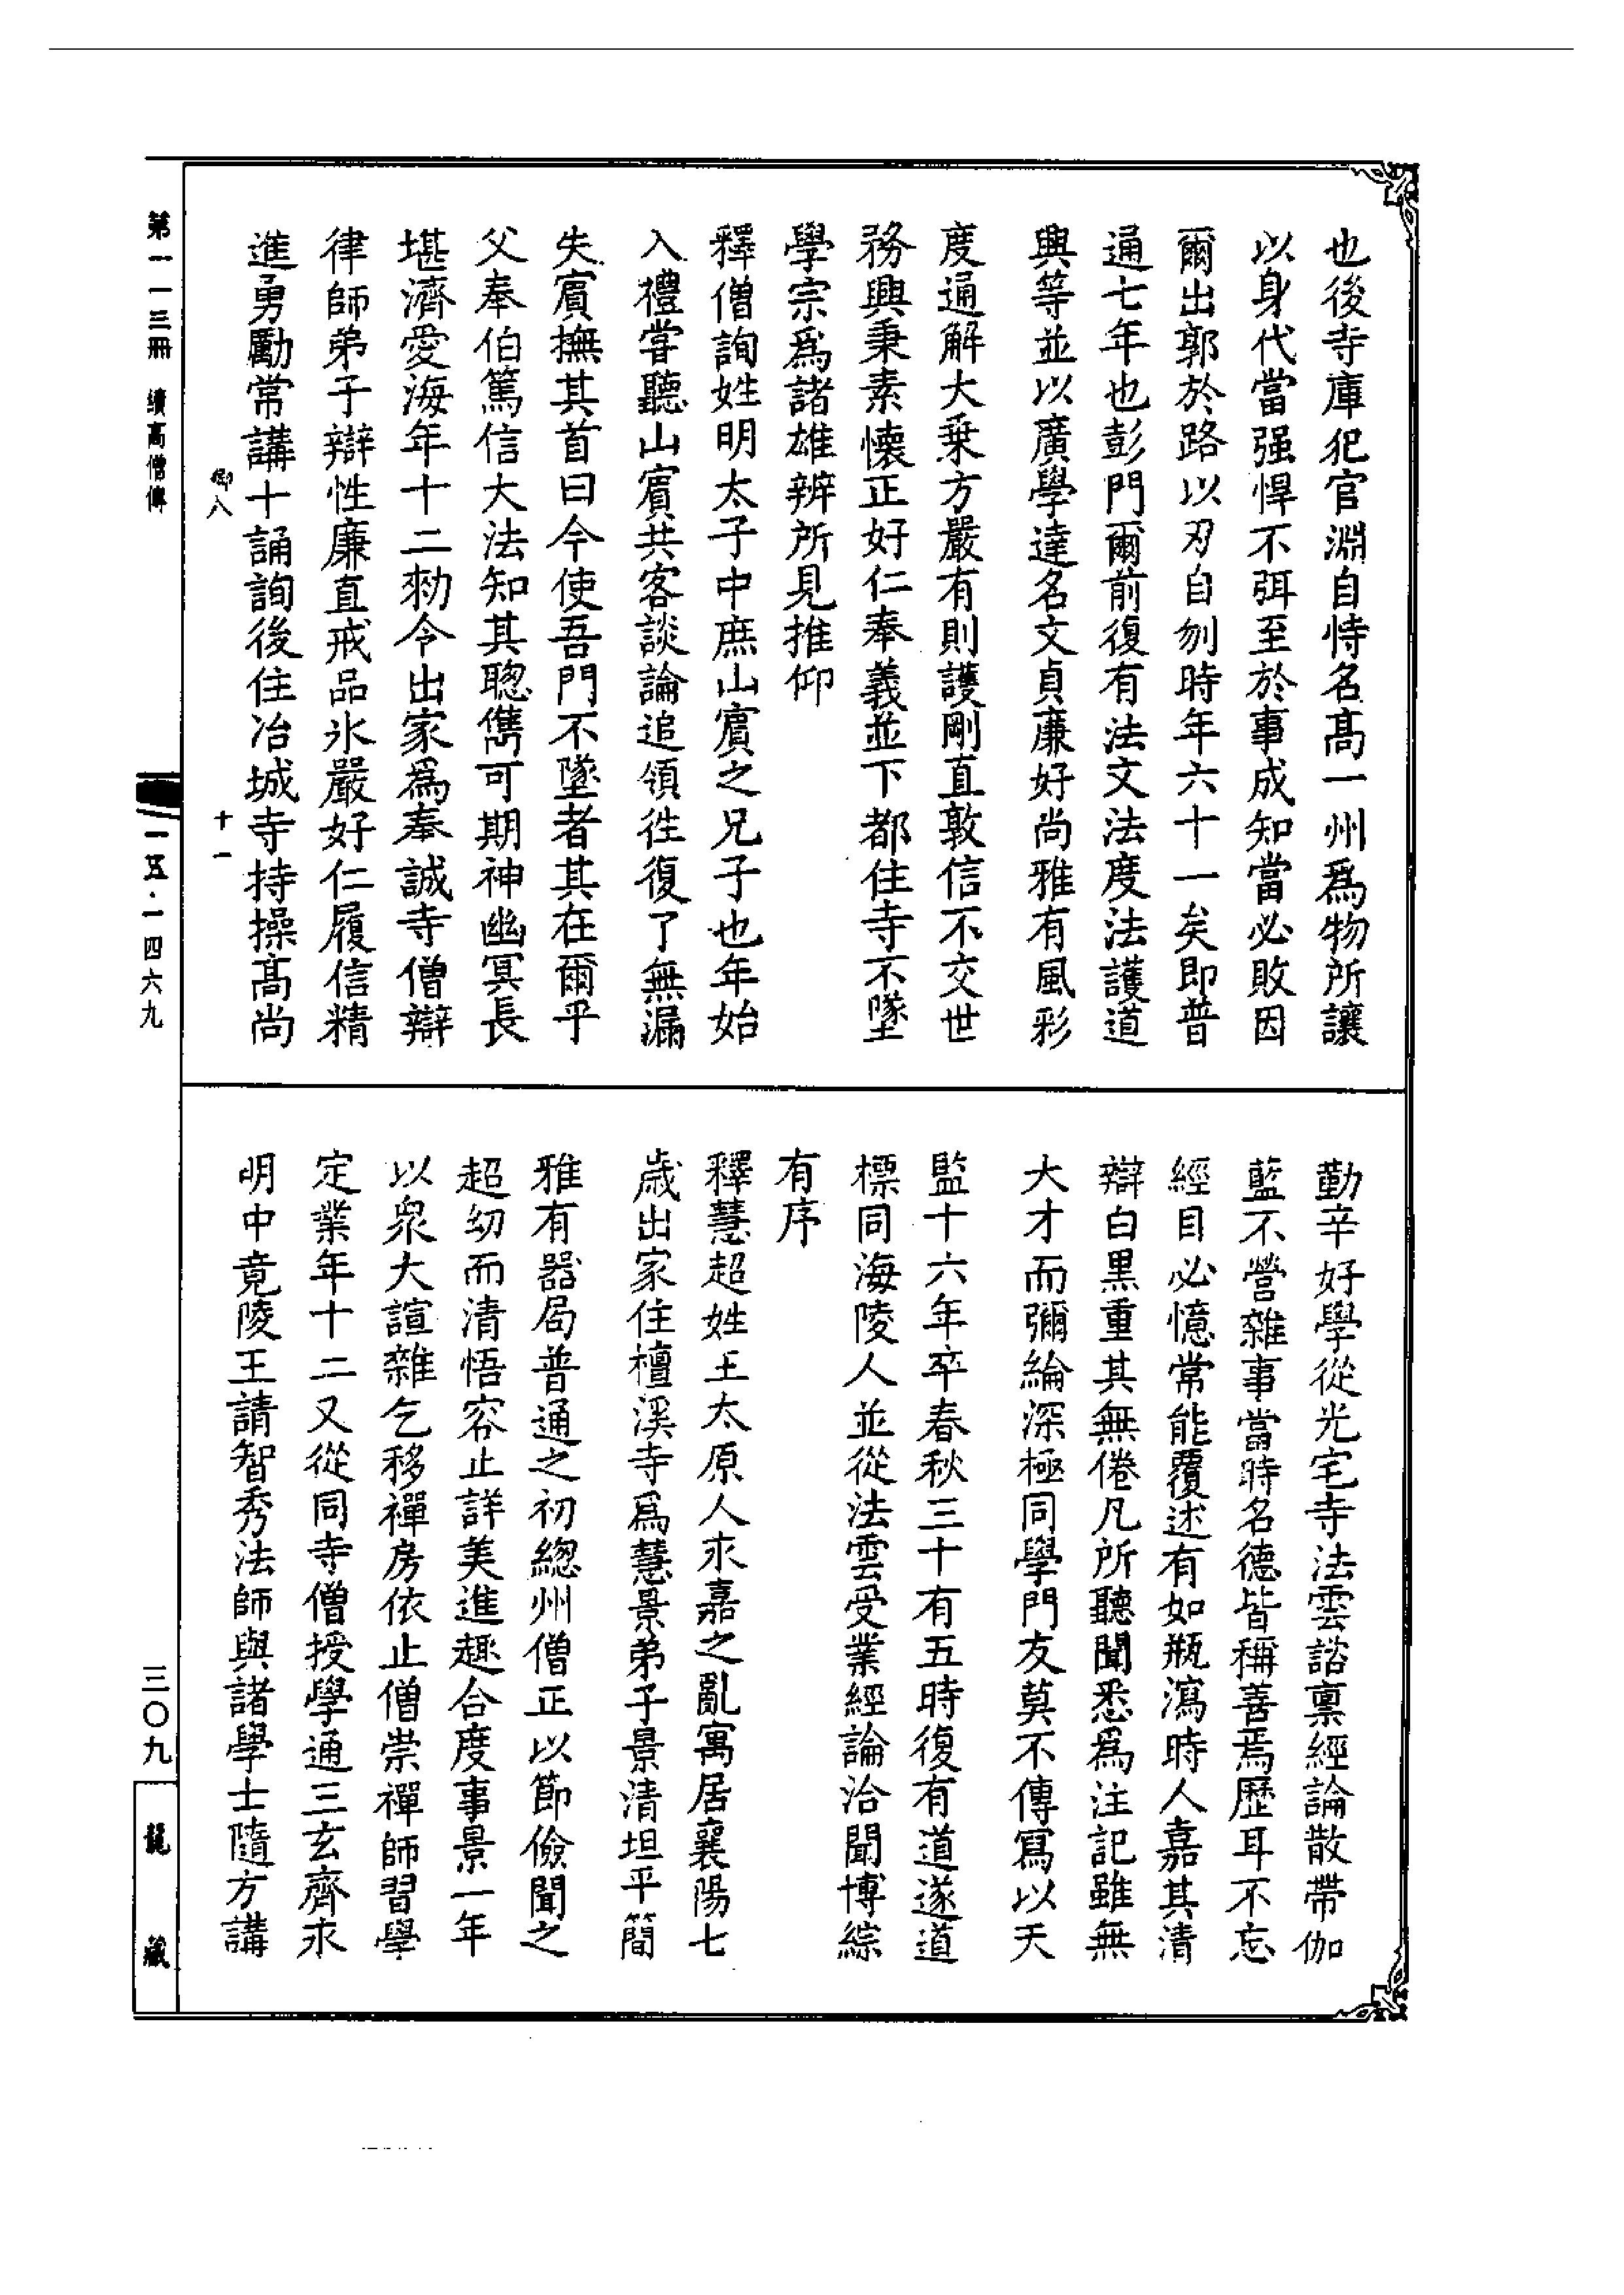 也後寺庫犯官淵自恃名髙一州爲物所讓
以身代當强悍不弭至於事成知當必敗因
爾出郭於路以刃自刎時年六十一矣即普
通七年也彭門爾前復有法文法度法護道
興等並以廣學達名文貞廉好尚雅有風彩
度通解大乗方嚴有則護剛直敦信不交世
務興秉素懷正好仁奉義並下都住寺不墜
學宗爲諸雄辨所見推仰
釋僧詢姓明太子中庶山賔之兄子也年始
入禮甞聽山賔共客談論追領徃復了無漏
失賔撫其首曰今使吾門不墜者其在爾乎
父奉伯篤信大法知其聰儁可期神幽冥長
堪濟愛海年十二勑令出家爲奉誠寺僧辯
律師弟子辯性廉直戒品氷嚴好仁履信精
進勇勵常講十誦詢後住冶城寺持操髙尚
卿八
十一
勤辛好學從光宅寺法雲諮禀經論散帶伽
藍不營雜事當時名德皆稱善焉歷耳不忘
經目必憶常能覆述有如瓶瀉時人嘉其清
辯白黑重其無倦凡所聽聞悉爲注記雖無
大才而彌綸深極同學門友莫不傳寫以天
監十六年卒春秋三十有五時復有道遂道
標同海陵人並從法雲受業經論洽聞博綜
有序
釋慧超姓王太原人永嘉之亂寓居襄陽七
歲出家住檀溪寺爲慧景弟子景清坦平簡
雅有器局普通之初總州僧正以節儉聞之
超幼而清悟容止詳美進趣合度事景一年
以衆大諠雜乞移禪房依止僧崇禪師習學
定業年十二又從同寺僧授學通三玄齊永
明中竟陵王請智秀法師與諸學士隨方講
第一一三冊　續高僧傳
一五·一四六九
三〇九
龍藏